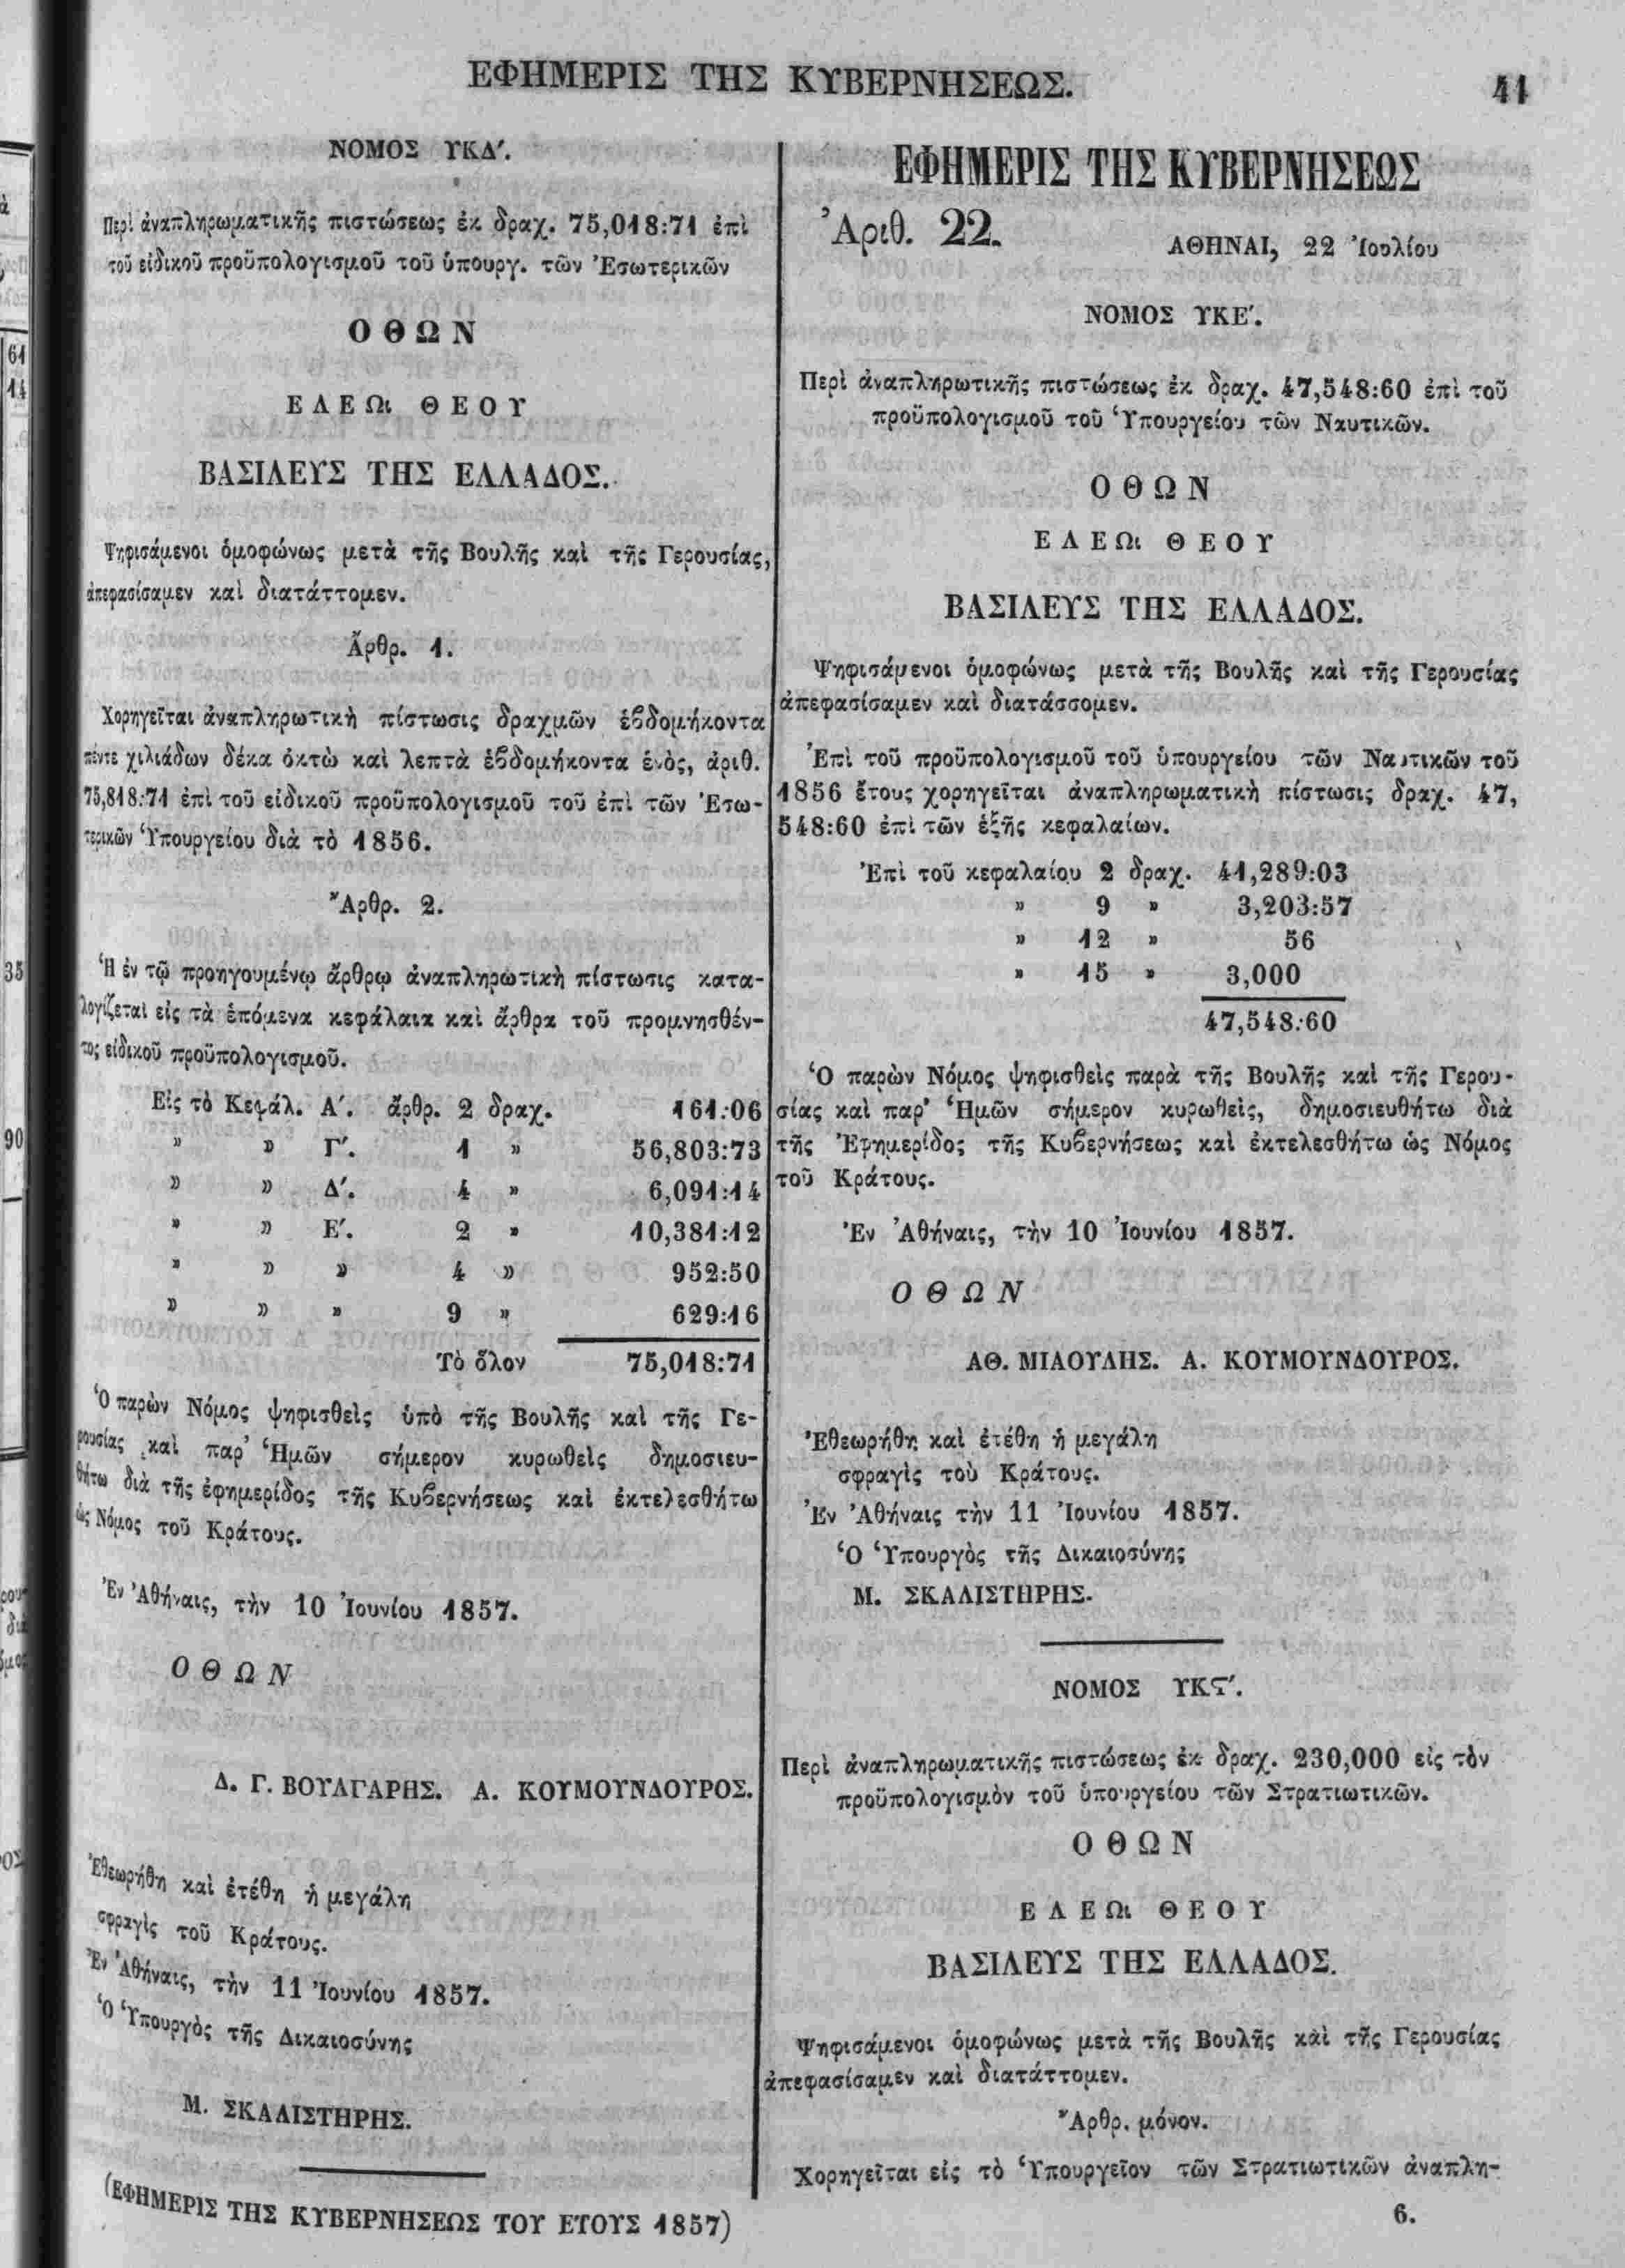 ΕΦΗΜΕΡΙΣ ΤΗΣ ΚΥΒΕΡΝΗΣΕΩΣ.
41
ΝΟΜΟΣ ΥΚΔ΄.
Περὶ ἀναπληρωματικῆς πιστώσεως ἐκ δραχ. 75,018:71 ἐπὶ
τοῦ εἰδικοῦ προϋπολογισμοῦ τοῦ ὑπουργ. τῶν Ἐσωτερικῶν
ΟΘΩΝ
ΕΛΕΩι ΘΕΟΥ
ΒΑΣΙΛΕΥΣ ΤΗΣ ΕΛΛΑΔΟΣ.
Ψηφισάμενοι ὁμοφώνως μετὰ τῆς Βουλῆς καὶ τῆς Γερουσίας,
ἀπεφασίσαμεν καὶ διατάττομεν.
Ἄρθρ. 1.
Χορηγεῖται ἀναπληρωτικὴ πίστωσις δραχμῶν ἑβδομήκοντα
πέντε χιλιάδων δέκα ὀκτὼ καὶ λεπτὰ ἑβδομήκοντα ἑνὸς, ἀριθ.
75,818:71 ἐπὶ τοῦ εἰδικοῦ προϋπολογισμοῦ τοῦ ἐπὶ τῶν Ἐσω-
τερικῶν Ὑπουργείου διὰ τὸ 1856.
Ἄρθρ. 2.
Ἡ ἐν τῷ προηγουμένῳ ἄρθρῳ ἀναπληρωτικὴ πίστωσις κατα-
λογίζεται εἰς τὰ ἑπόμενα κεφάλαια καὶ ἄρθρα τοῦ προμνησθέν-
τος εἰδικοῦ προϋπολογισμοῦ.
Εἰς τὸ Κεφάλ. Α΄. ἄρθρ. 2 δραχ. 161:06
» » Γ΄. 1 » 56,803:73
» » Δ΄. 4 » 6,091:14
» » Ε΄. 2 » 10,381:12
» » » 4 » 952:50
» » » 9 » 629:16
Τὸ ὅλον 75,018:71
Ὁ παρὼν Νόμος ψηφισθεὶς ὑπὸ τῆς Βουλῆς καὶ τῆς Γε-
ρουσίας καὶ παρ' Ἡμῶν σήμερον κυρωθεὶς δημοσιευ-
θήτω διὰ τῆς ἐφημερίδος τῆς Κυβερνήσεως καὶ ἐκτελεσθήτω
ὡς Νόμος τοῦ Κράτους.
Ἐν Ἀθήναις, τὴν 10 Ἰουνίου 1857.
ΟΘΩΝ
Δ. Γ. ΒΟΥΛΓΑΡΗΣ. Α. ΚΟΥΜΟΥΝΔΟΥΡΟΣ.
Ἐθεωρήθη καὶ ἐτέθη ἡ μεγάλη
σφραγὶς τοῦ Κράτους.
Ἐν Ἀθήναις, τὴν 11 Ἰουνίου 1857.
Ὁ Ὑπουργὸς τῆς Δικαιοσύνης
Μ. ΣΚΑΛΙΣΤΗΡΗΣ.
(ΕΦΗΜΕΡΙΣ ΤΗΣ ΚΥΒΕΡΝΗΣΕΩΣ ΤΟΥ ΕΤΟΥΣ 1857)
ΕΦΗΜΕΡΙΣ ΤΗΣ ΚΥΒΕΡΝΗΣΕΩΣ
Ἀριθ. 22.
ΑΘΗΝΑΙ, 22 Ἰουλίου
ΝΟΜΟΣ ΥΚΕ΄.
Περὶ ἀναπληρωτικῆς πιστώσεως ἐκ δραχ. 47,548:60 ἐπὶ τοῦ
προϋπολογισμοῦ τοῦ Ὑπουργείου τῶν Ναυτικῶν.
ΟΘΩΝ
ΕΛΕΩι ΘΕΟΥ
ΒΑΣΙΛΕΥΣ ΤΗΣ ΕΛΛΑΔΟΣ.
Ψηφισάμενοι ὁμοφώνως μετὰ τῆς Βουλῆς καὶ τῆς Γερουσίας
ἀπεφασίσαμεν καὶ διατάσσομεν.
Ἐπὶ τοῦ προϋπολογισμοῦ τοῦ ὑπουργείου τῶν Ναυτικῶν τοῦ
1856 ἔτους χορηγεῖται ἀναπληρωματικὴ πίστωσις δραχ. 47,
548:60 ἐπὶ τῶν ἑξῆς κεφαλαίων.
Ἐπὶ τοῦ κεφαλαίου 2 δραχ. 41,289:03
» 9 » 3,203:57
» 12 » 56
» 15 » 3,000
47,548:60
Ὁ παρὼν Νόμος ψηφισθεὶς παρὰ τῆς Βουλῆς καὶ τῆς Γερου-
σίας καὶ παρ' Ἡμῶν σήμερον κυρωθεὶς, δημοσιευθήτω διὰ
τῆς Ἐφημερίδος τῆς Κυβερνήσεως καὶ ἐκτελεσθήτω ὡς Νόμος
τοῦ Κράτους.
Ἐν Ἀθήναις, τὴν 10 Ἰουνίου 1857.
ΟΘΩΝ
ΑΘ. ΜΙΑΟΥΛΗΣ. Α. ΚΟΥΜΟΥΝΔΟΥΡΟΣ.
Ἐθεωρήθη καὶ ἐτέθη ἡ μεγάλη
σφραγὶς τοῦ Κράτους.
Ἐν Ἀθήναις τὴν 11 Ἰουνίου 1857.
Ὁ Ὑπουργὸς τῆς Δικαιοσύνης
Μ. ΣΚΑΛΙΣΤΗΡΗΣ.
ΝΟΜΟΣ ΥΚϚ΄.
Περὶ ἀναπληρωματικῆς πιστώσεως ἐκ δραχ. 230,000 εἰς τὸν
προϋπολογισμὸν τοῦ ὑπουργείου τῶν Στρατιωτικῶν.
ΟΘΩΝ
ΕΛΕΩι ΘΕΟΥ
ΒΑΣΙΛΕΥΣ ΤΗΣ ΕΛΛΑΔΟΣ.
Ψηφισάμενοι ὁμοφώνως μετὰ τῆς Βουλῆς καὶ τῆς Γερουσίας
ἀπεφασίσαμεν καὶ διατάττομεν.
Ἄρθρ. μόνον.
Χορηγεῖται εἰς τὸ Ὑπουργεῖον τῶν Στρατιωτικῶν ἀναπλη-
6.